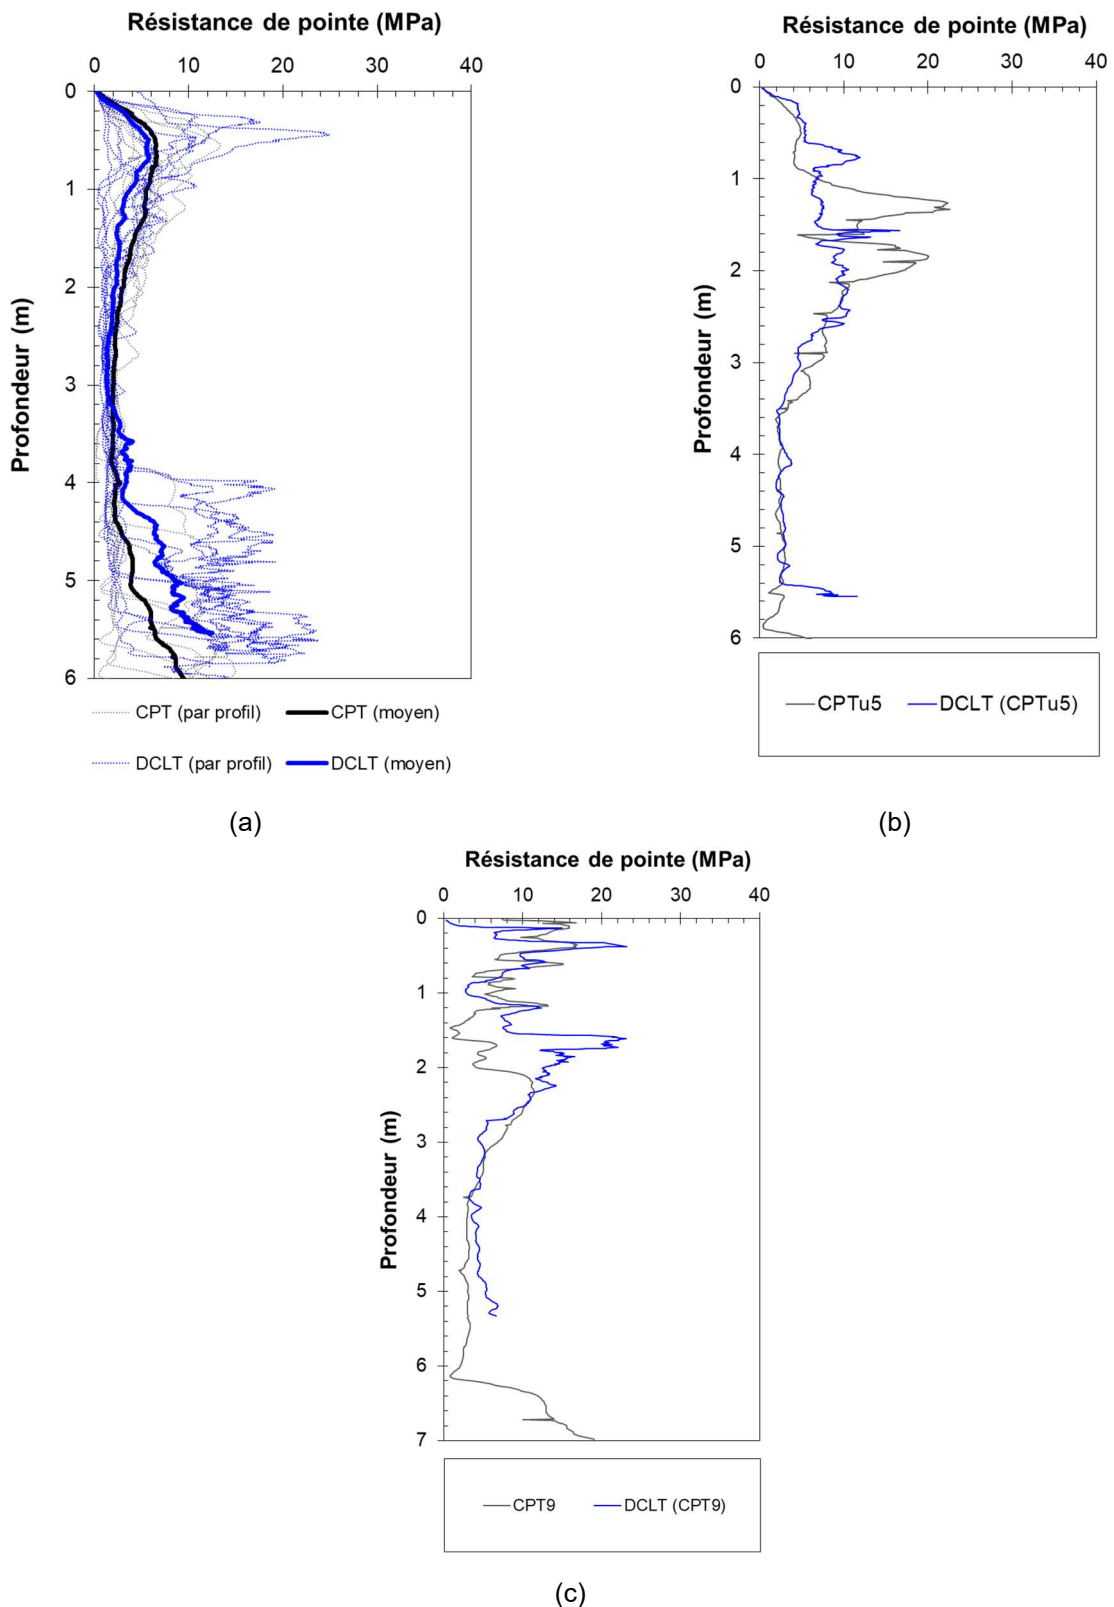 Résistance de pointe (MPa)
0 10 20 30 40
0
1
2
3
4
5
6
Profondeur (m)
CPT (par profil) CPT (moyen)
DCLT (par profil) DCLT (moyen)
(a)
Résistance de pointe (MPa)
0 10 20 30 40
0
1
2
3
4
5
6
Profondeur (m)
CPTu5 DCLT (CPTu5)
(b)
Résistance de pointe (MPa)
0 10 20 30 40
0
1
2
3
4
5
6
7
Profondeur (m)
CPT9 DCLT (CPT9)
(c)